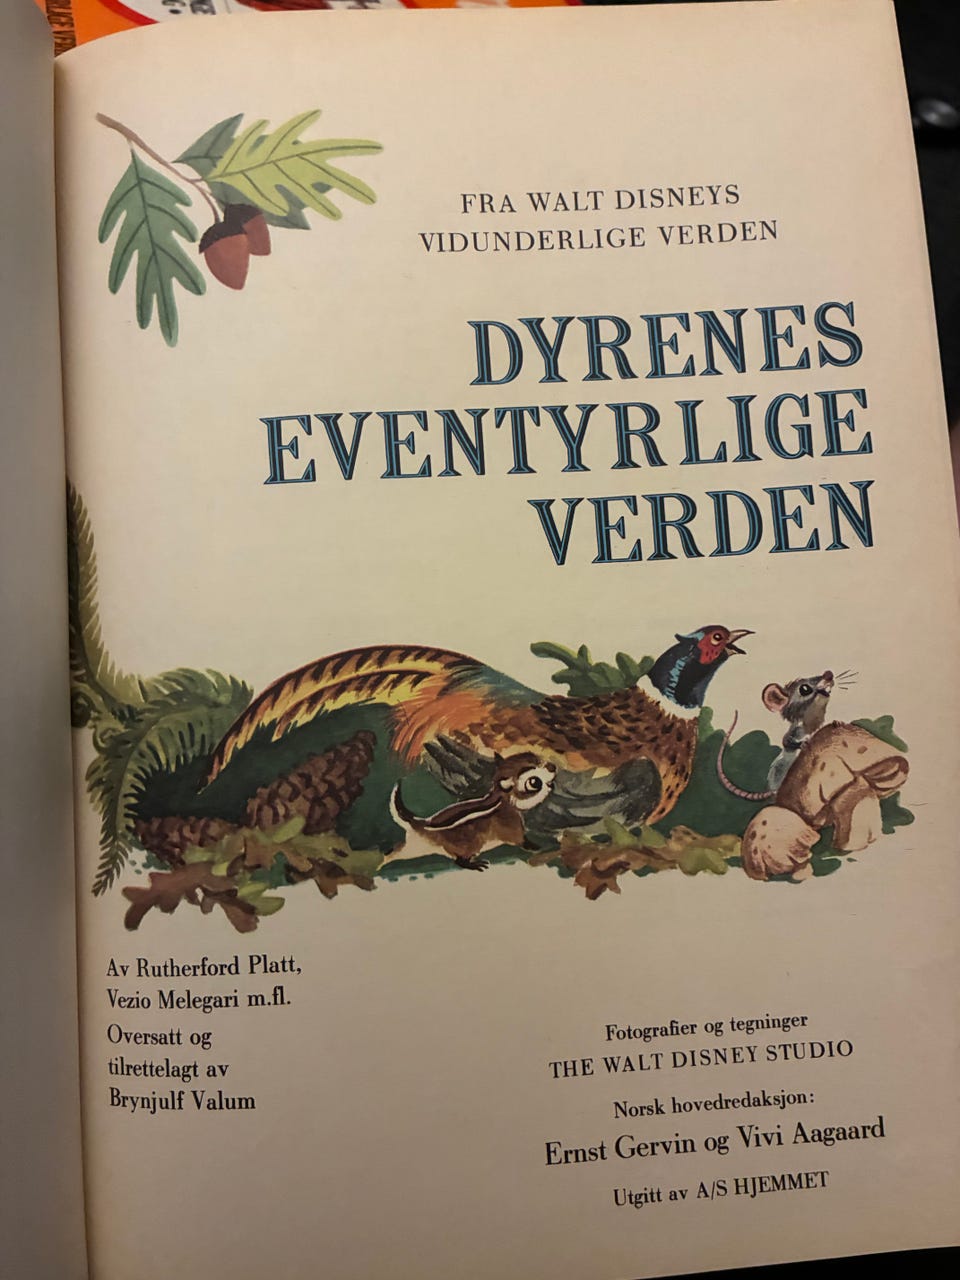 FRA WALT DISNEYS
VIDUNDERLIGE VERDEN
DYRENES
EVENTYRLIGE
VERDEN
Av Rutherford Platt,
Vezio Melegari m.fl.
Oversatt og
tilrettelagt av
Brynjulf Valum
Fotografier og tegninger
THE WALT DISNEY STUDIO
Norsk hovedredaksjon:
Ernst Gervin og Vivi Aagaard
Utgitt av A/S HJEMMET